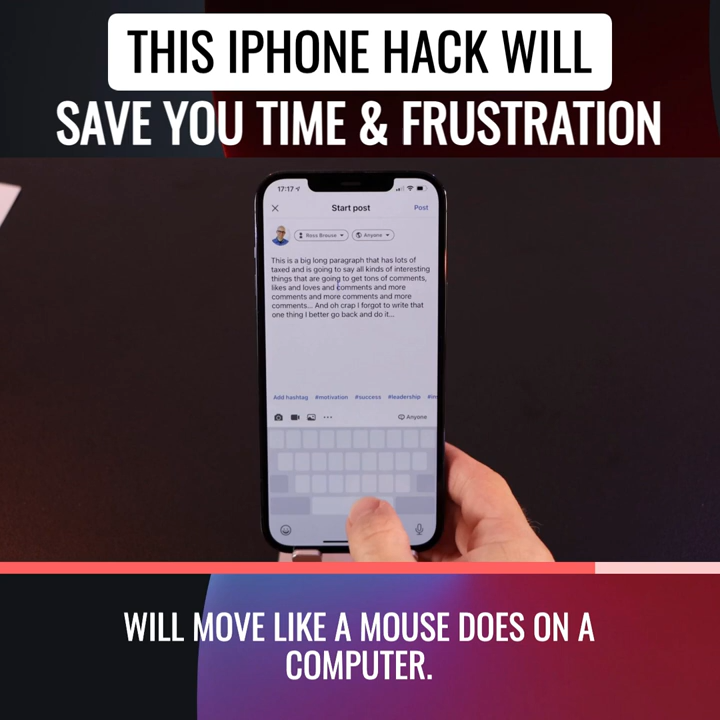 THIS IPHONE HACK WILL
SAVE YOU TIME & FRUSTRATION
17:17
Start post
Post
Ross Brouse
Anyone
This is a big long paragraph that has lots of
taxed and is going to say all kinds of interesting
things that are going to get tons of comments,
likes and loves and comments and more
comments and more comments and more
comments... And oh crap I forgot to write that
one thing I better go back and do it...
Add hashtag #motivation #success #leadership
Anyone
WILL MOVE LIKE A MOUSE DOES ON A
COMPUTER.